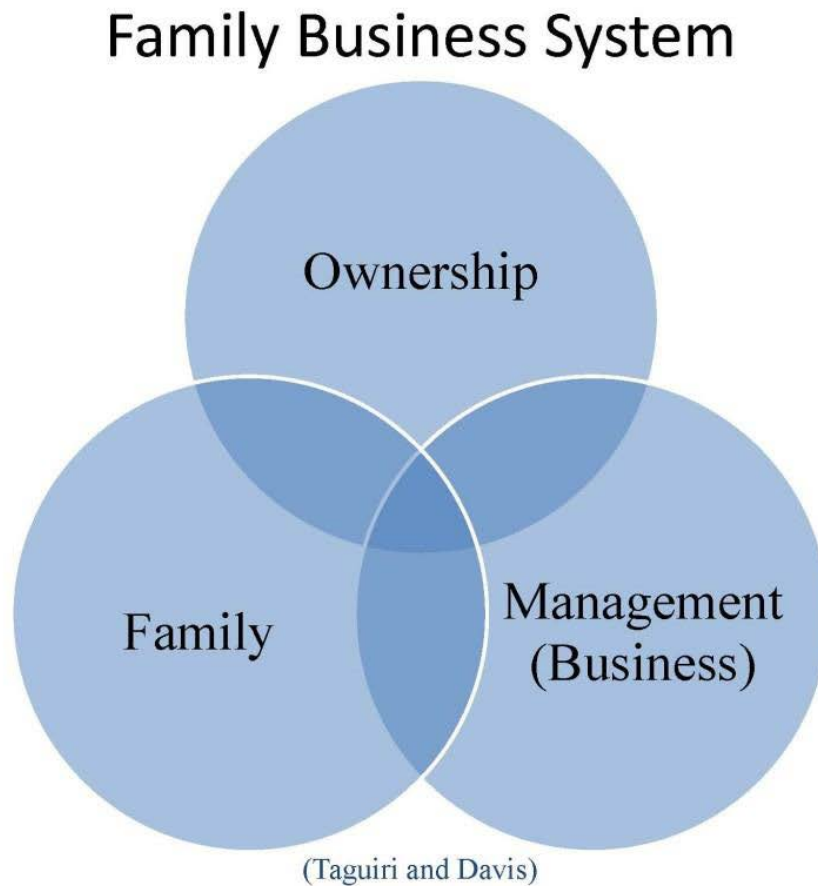 Family Business System
Ownership
Family
Management
(Business)
(Taguiri and Davis)